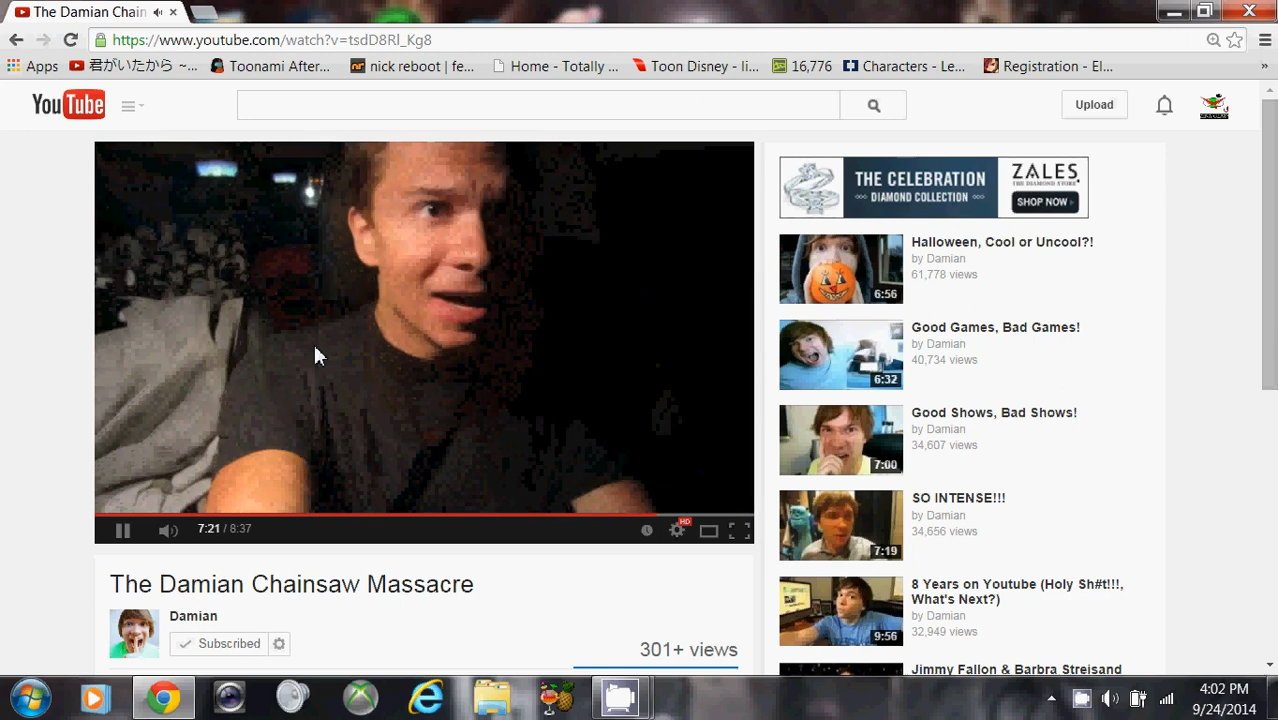 The Damian Chain
https://www.youtube.com/watch?v=tsdD8Rl_Kg8
Apps 君がいたから ~... Toonami After... nick reboot | fe... Home - Totally ... Toon Disney - li... 16,776 Characters - Le... Registration - El... »
YouTube Upload
THE CELEBRATION
DIAMOND COLLECTION
ZALES
THE DIAMOND STORE
SHOP NOW
Halloween, Cool or Uncool?!
by Damian
61,778 views
6:56
Good Games, Bad Games!
by Damian
40,734 views
6:32
Good Shows, Bad Shows!
by Damian
34,607 views
7:00
SO INTENSE!!!
by Damian
34,656 views
7:19
8 Years on Youtube (Holy Sh#t!!!,
What's Next?)
by Damian
32,949 views
9:56
Jimmy Fallon & Barbra Streisand
7:21 / 8:37
HD
The Damian Chainsaw Massacre
Damian
Subscribed
301+ views
4:02 PM
9/24/2014